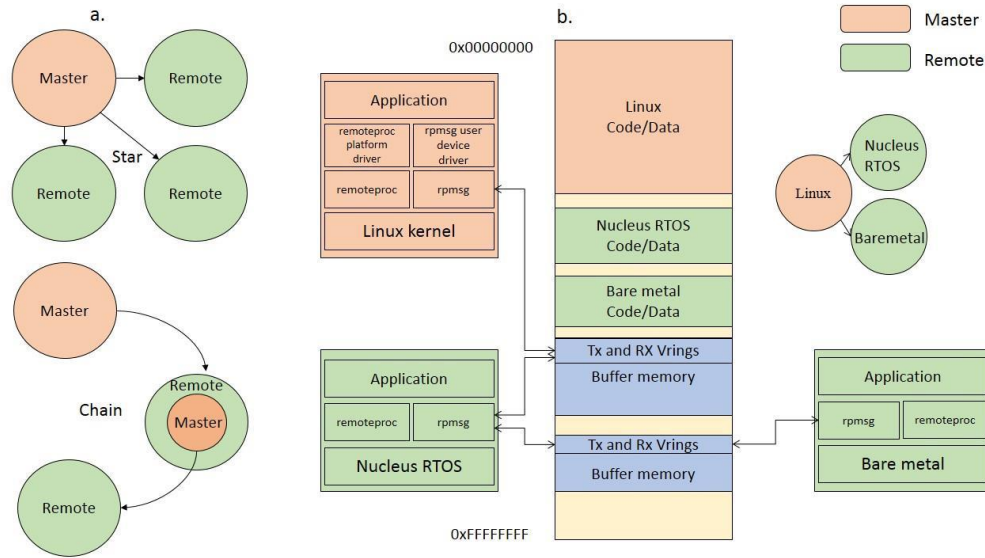 a.
Master
Remote
Star
Remote
Remote
Master
Remote
Chain
Master
Remote
b.
0x00000000
Application
remoteproc
platform
driver
rpmsg user
device
driver
remoteproc
rpmsg
Linux kernel
Application
remoteproc
rpmsg
Nucleus RTOS
Linux
Code/Data
Nucleus RTOS
Code/Data
Bare metal
Code/Data
Tx and RX Vrings
Buffer memory
Tx and Rx Vrings
Buffer memory
0xFFFFFFFF
Master
Remote
Linux
Nucleus
RTOS
Baremetal
Application
rpmsg
remoteproc
Bare metal